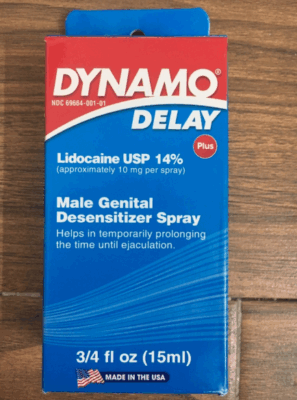 DYNAMO®
NDC 69664-001-01
DELAY
Plus
Lidocaine USP 14%
(approximately 10 mg per spray)
Male Genital
Desensitizer Spray
Helps in temporarily prolonging
the time until ejaculation.
3/4 fl oz (15ml)
MADE IN THE USA